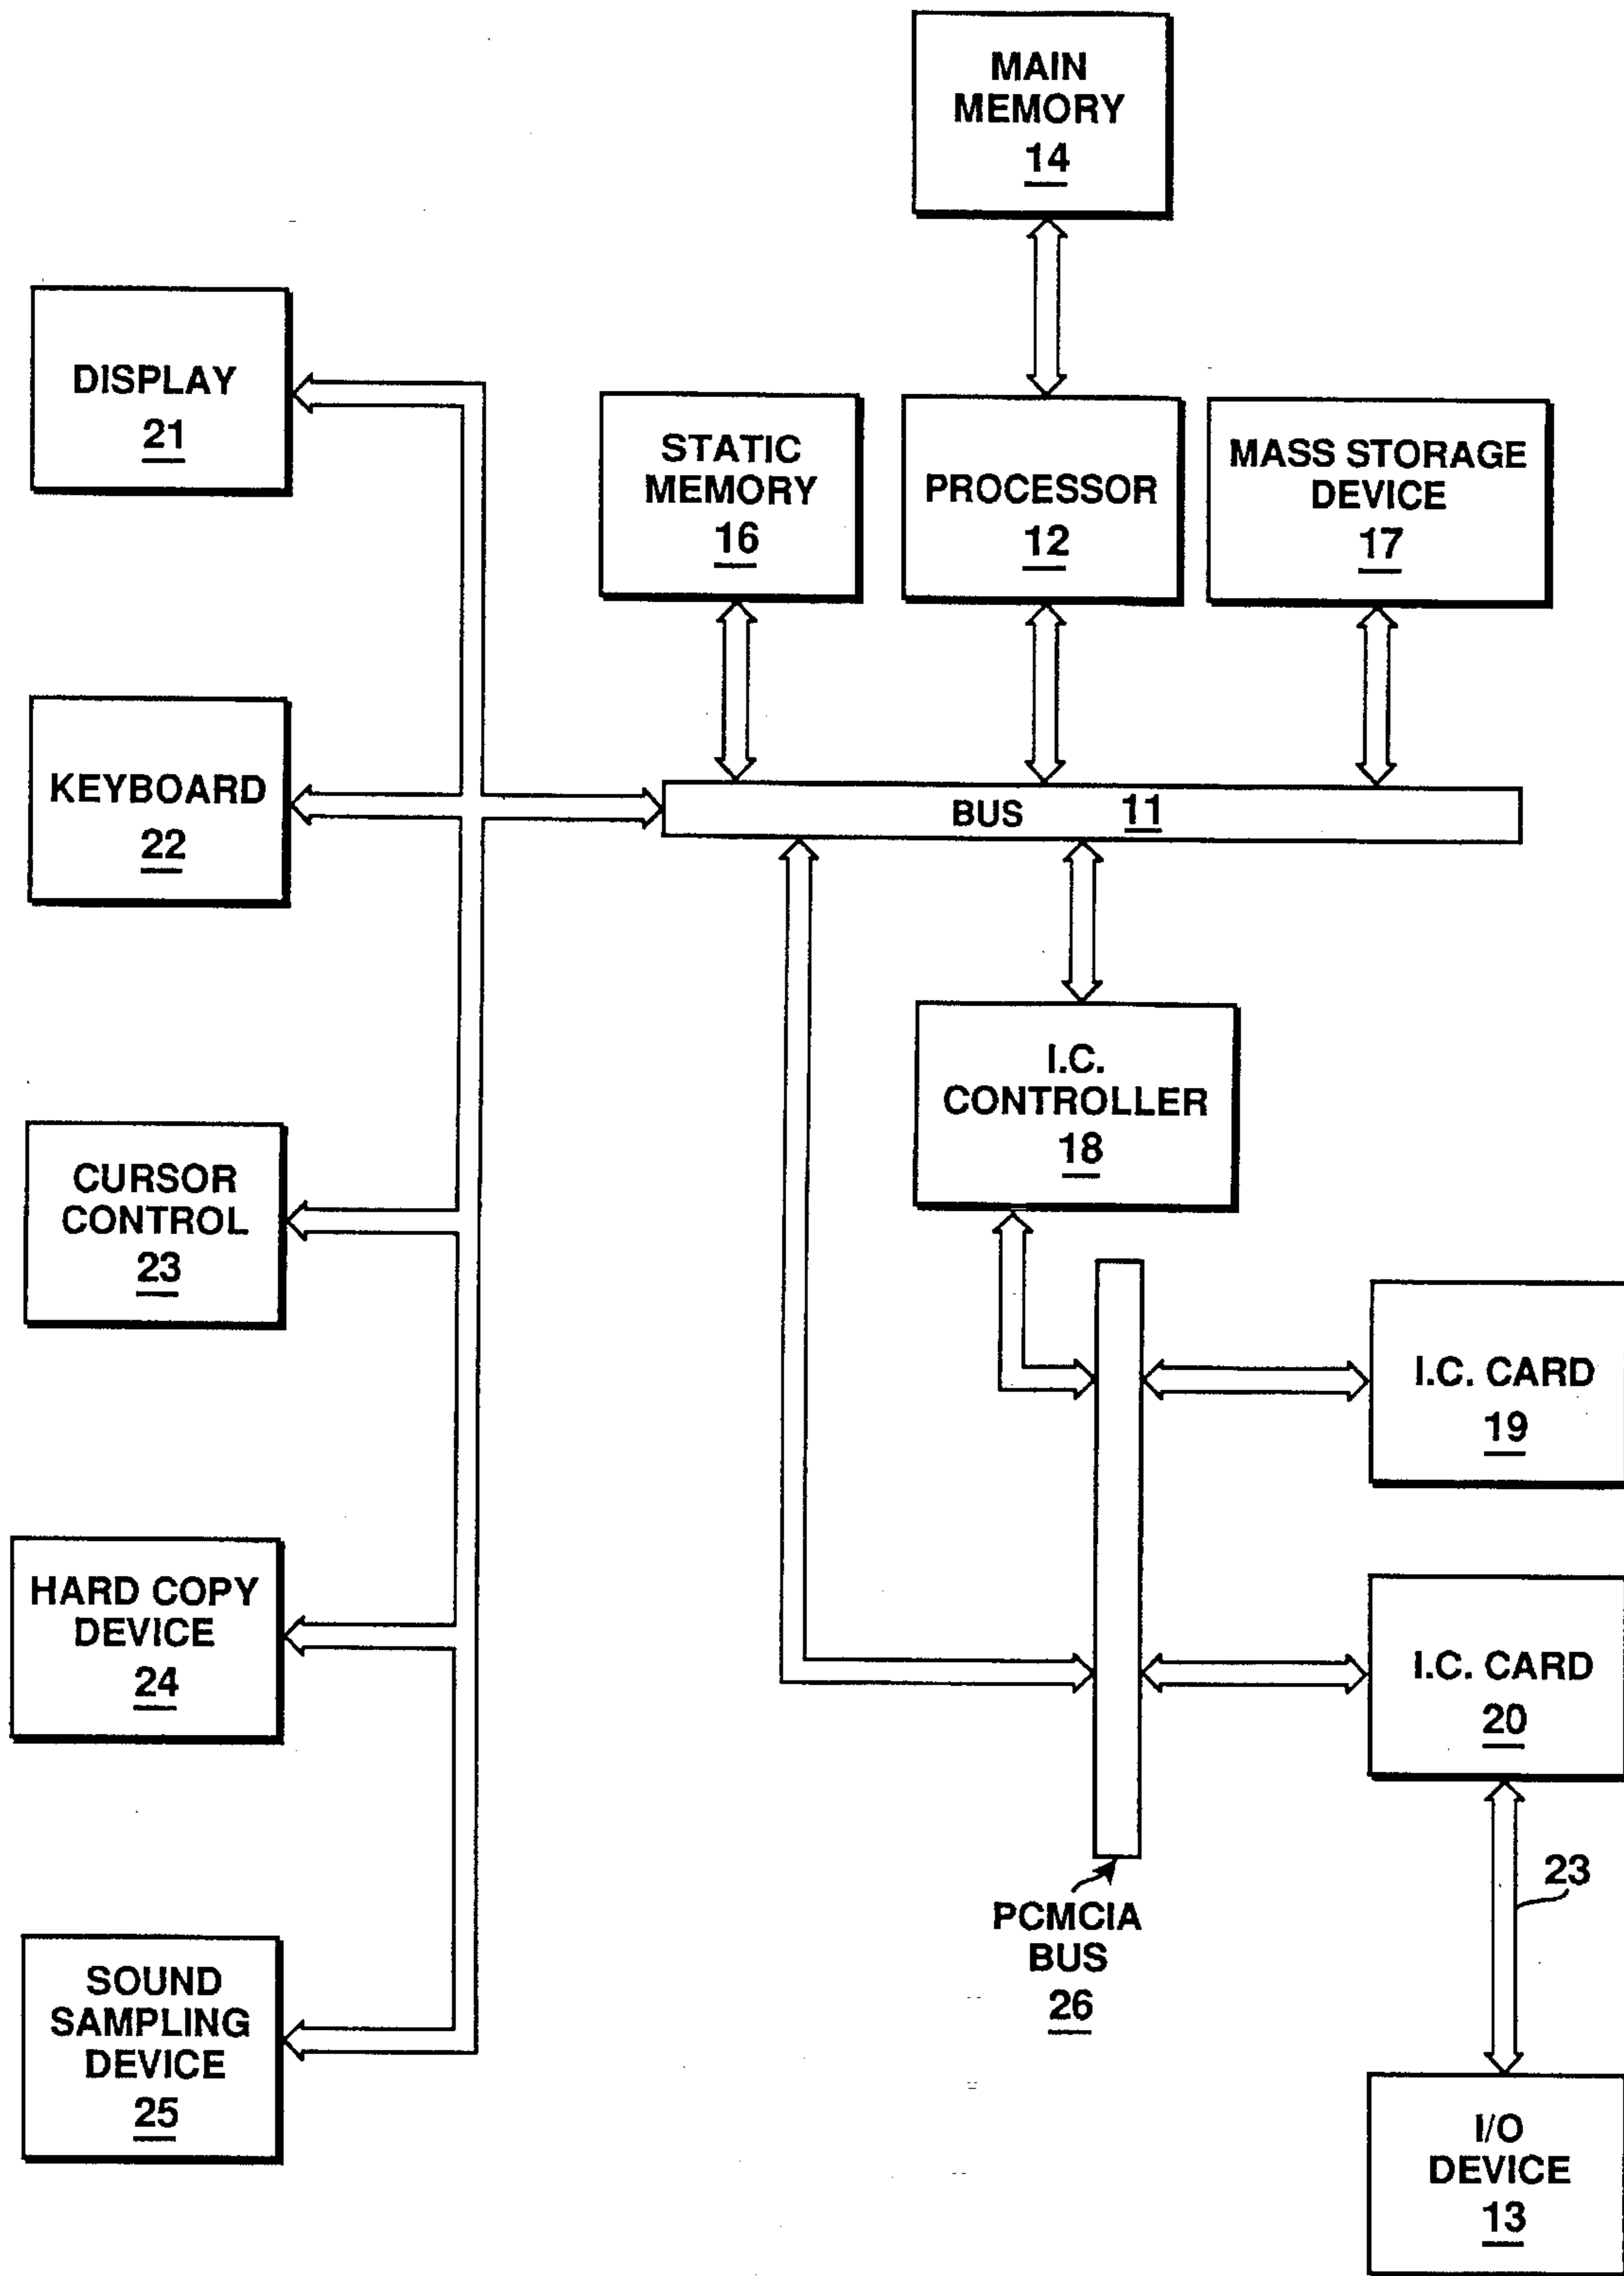 MAIN
MEMORY
14
DISPLAY
21
STATIC
MEMORY
16
PROCESSOR
12
MASS STORAGE
DEVICE
17
KEYBOARD
22
BUS 11
I.C.
CONTROLLER
18
CURSOR
CONTROL
23
I.C. CARD
19
HARD COPY
DEVICE
24
I.C. CARD
20
23
PCMCIA
BUS
26
SOUND
SAMPLING
DEVICE
25
I/O
DEVICE
13